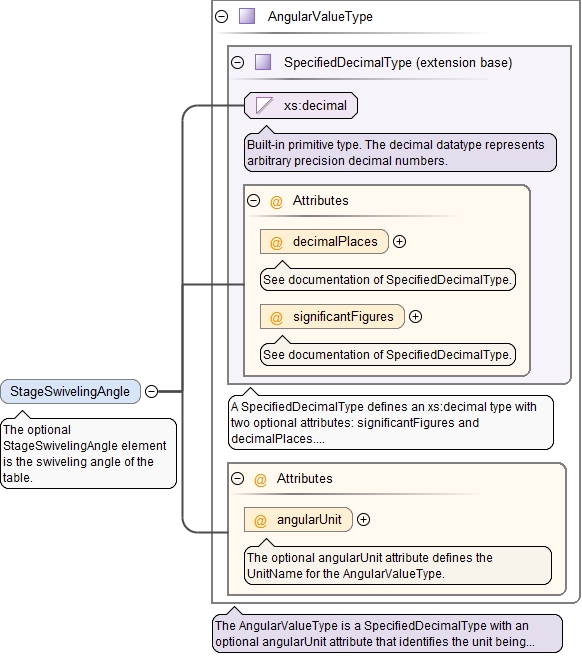 AngularValueType
SpecifiedDecimalType (extension base)
xs:decimal
Built-in primitive type. The decimal datatype represents
arbitrary precision decimal numbers.
@ Attributes
@ decimalPlaces
See documentation of SpecifiedDecimalType.
@ significantFigures
See documentation of SpecifiedDecimalType.
StageSwivelingAngle
The optional
StageSwivelingAngle element
is the swiveling angle of the
table.
A SpecifiedDecimalType defines an xs:decimal type with
two optional attributes: significantFigures and
decimalPlaces....
@ Attributes
@ angularUnit
The optional angularUnit attribute defines the
UnitName for the AngularValueType.
The AngularValueType is a SpecifiedDecimalType with an
optional angularUnit attribute that identifies the unit being...